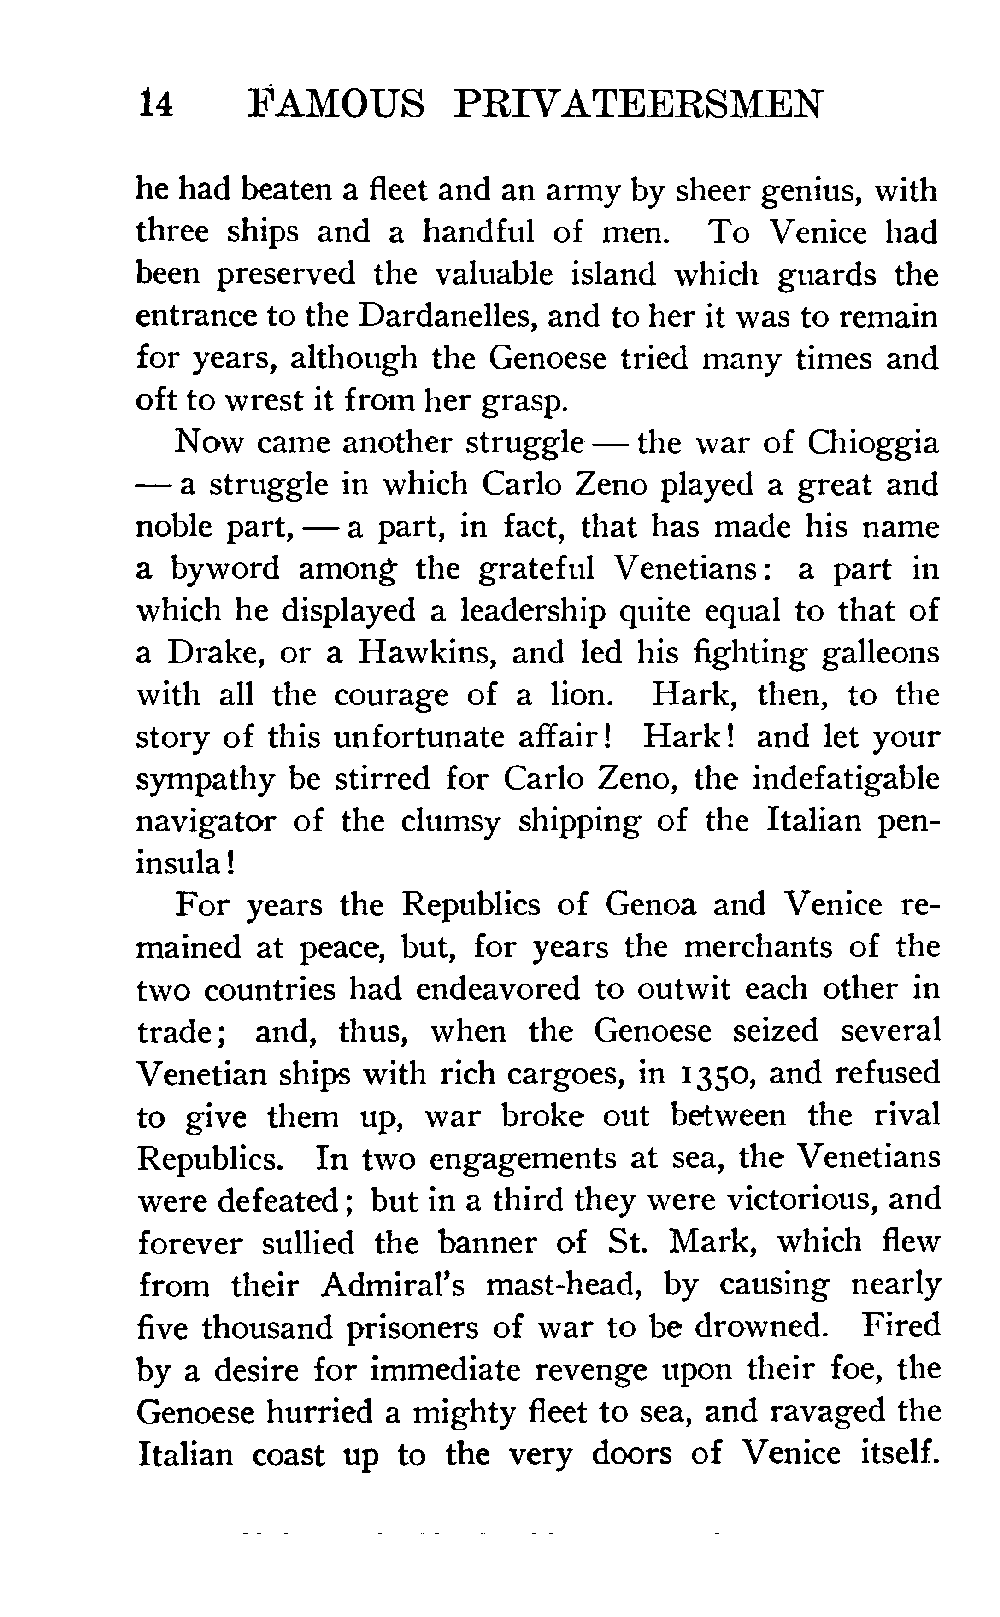 14 FAMOUS PRIVATEERSMEN
he had beaten a fleet and an army by sheer genius, with
three ships and a handful of men. To Venice had
been preserved the valuable island which guards the
entrance to the Dardanelles, and to her it was to remain
for years, although the Genoese tried many times and
oft to wrest it from her grasp.
Now came another struggle — the war of Chioggia
— a struggle in which Carlo Zeno played a great and
noble part, — a part, in fact, that has made his name
a byword among the grateful Venetians: a part in
which he displayed a leadership quite equal to that of
a Drake, or a Hawkins, and led his fighting galleons
with all the courage of a lion. Hark, then, to the
story of this unfortunate affair! Hark! and let your
sympathy be stirred for Carlo Zeno, the indefatigable
navigator of the clumsy shipping of the Italian pen-
insula!
For years the Republics of Genoa and Venice re-
mained at peace, but, for years the merchants of the
two countries had endeavored to outwit each other in
trade; and, thus, when the Genoese seized several
Venetian ships with rich cargoes, in 1350, and refused
to give them up, war broke out between the rival
Republics. In two engagements at sea, the Venetians
were defeated; but in a third they were victorious, and
forever sullied the banner of St. Mark, which flew
from their Admiral's mast-head, by causing nearly
five thousand prisoners of war to be drowned. Fired
by a desire for immediate revenge upon their foe, the
Genoese hurried a mighty fleet to sea, and ravaged the
Italian coast up to the very doors of Venice itself.